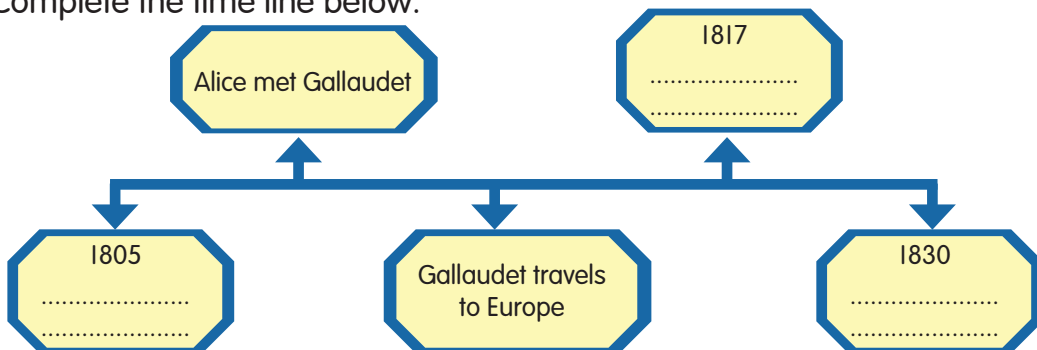 Complete the time line below.
Alice met Gallaudet
1817
.......................
.......................
1805
.......................
.......................
Gallaudet travels
to Europe
1830
.......................
.......................